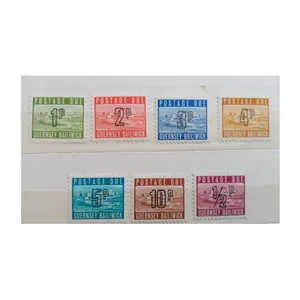 POSTAGE DUE
1P
GUERNSEY BAILIWICK
POSTAGE DUE
2P
GUERNSEY BAILIWICK
POSTAGE DUE
3P
GUERNSEY BAILIWICK
POSTAGE DUE
4P
GUERNSEY BAILIWICK
POSTAGE DUE
5P
GUERNSEY BAILIWICK
POSTAGE DUE
10P
GUERNSEY BAILIWICK
POSTAGE DUE
1/2P
GUERNSEY BAILIWICK